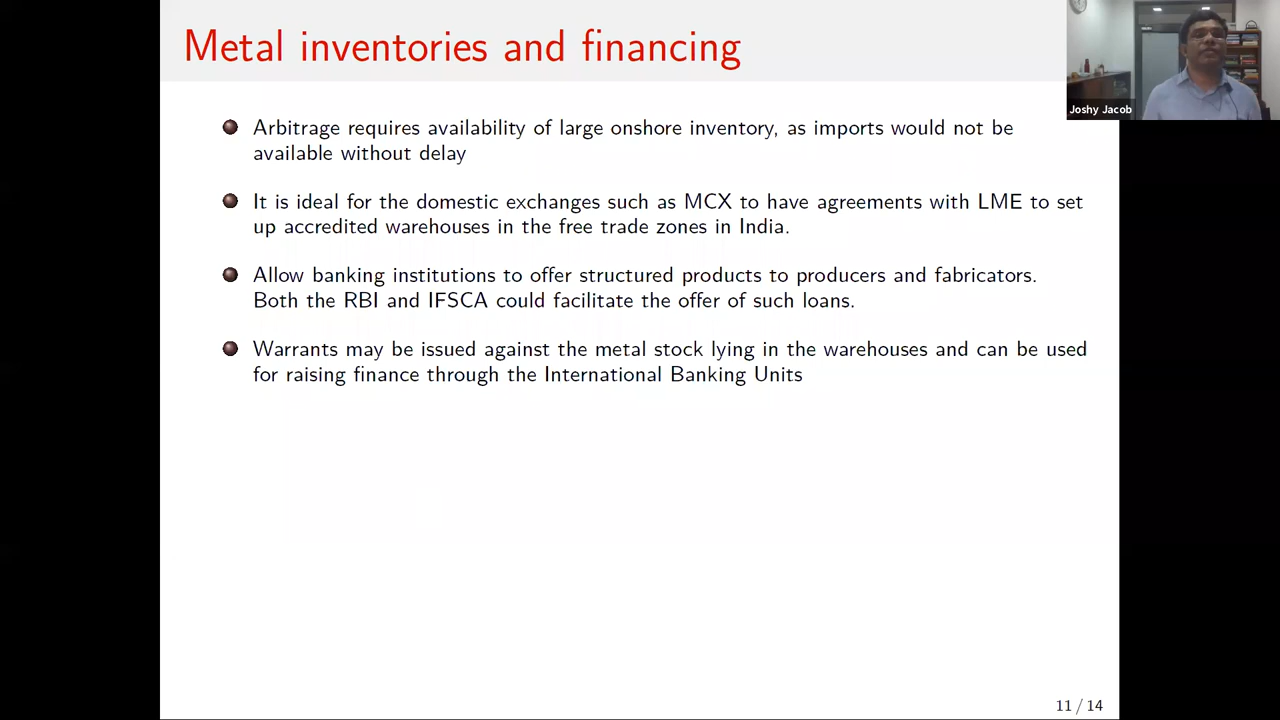 Metal inventories and financing
Joshy Jacob
Arbitrage requires availability of large onshore inventory, as imports would not be
available without delay
It is ideal for the domestic exchanges such as MCX to have agreements with LME to set
up accredited warehouses in the free trade zones in India.
Allow banking institutions to offer structured products to producers and fabricators.
Both the RBI and IFSCA could facilitate the offer of such loans.
Warrants may be issued against the metal stock lying in the warehouses and can be used
for raising finance through the International Banking Units
11 / 14